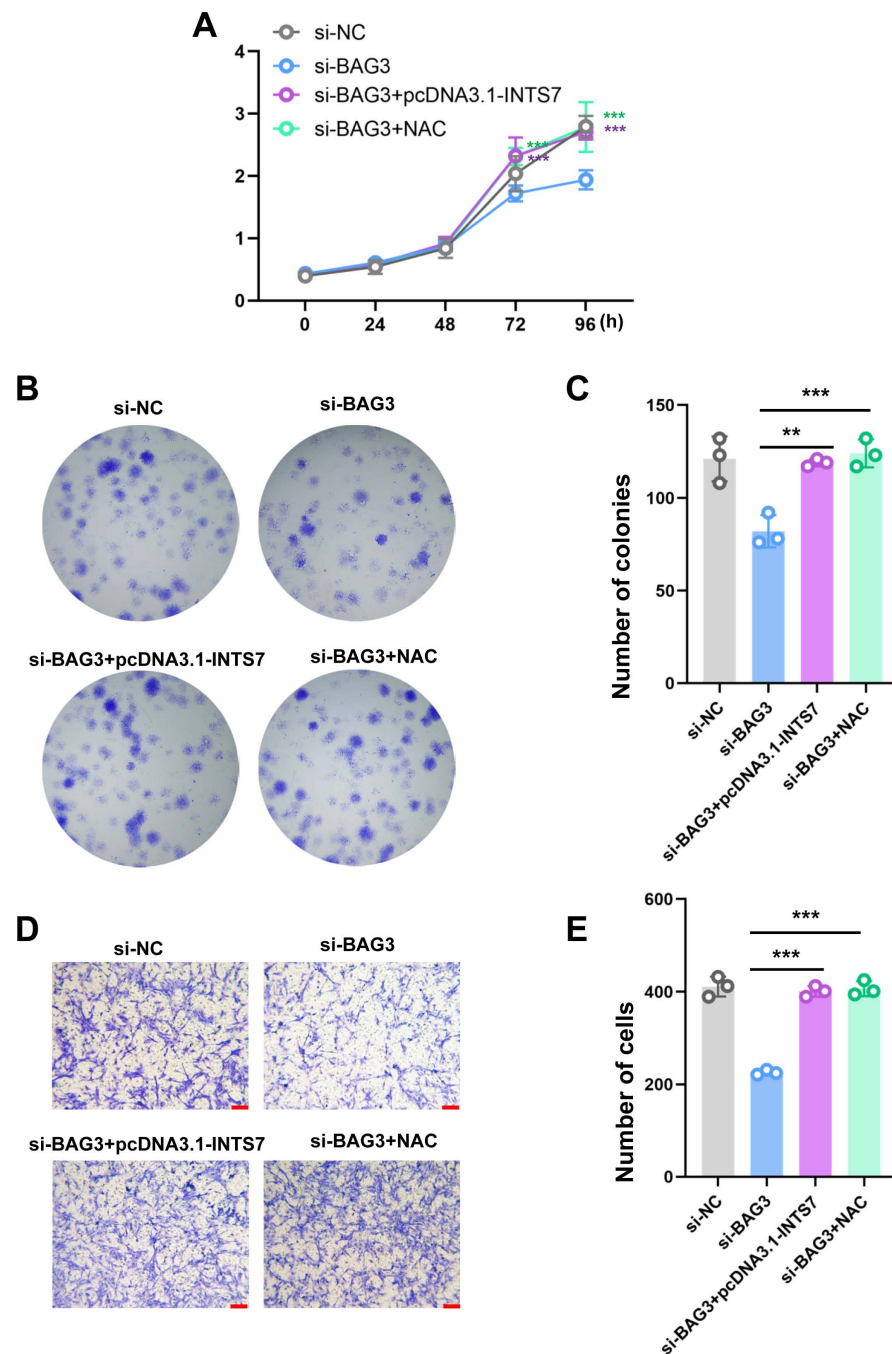 A
si-NC
si-BAG3
si-BAG3+pcDNA3.1-INTS7
si-BAG3+NAC
4
3
2
1
0
***
***
***
***
0 24 48 72 96 (h)
B
si-NC si-BAG3
si-BAG3+pcDNA3.1-INTS7 si-BAG3+NAC
C
Number of colonies
150
100
50
0
***
**
si-NC
si-BAG3
si-BAG3+pcDNA3.1-INTS7
si-BAG3+NAC
D
si-NC si-BAG3
si-BAG3+pcDNA3.1-INTS7 si-BAG3+NAC
E
Number of cells
600
400
200
0
***
***
si-NC
si-BAG3
si-BAG3+pcDNA3.1-INTS7
si-BAG3+NAC